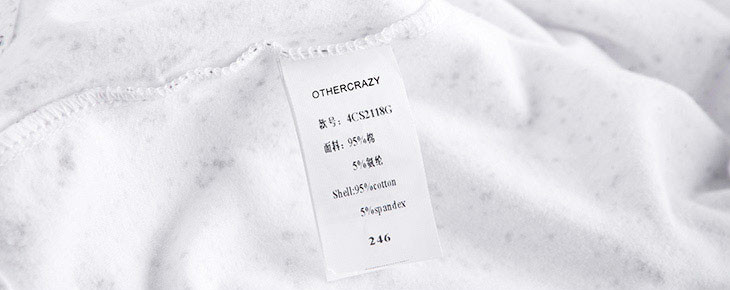 OTHERCRAZY
款号：4CS2118G
面料：95%棉
5%氨纶
Shell:95%cotton
5%spandex
246